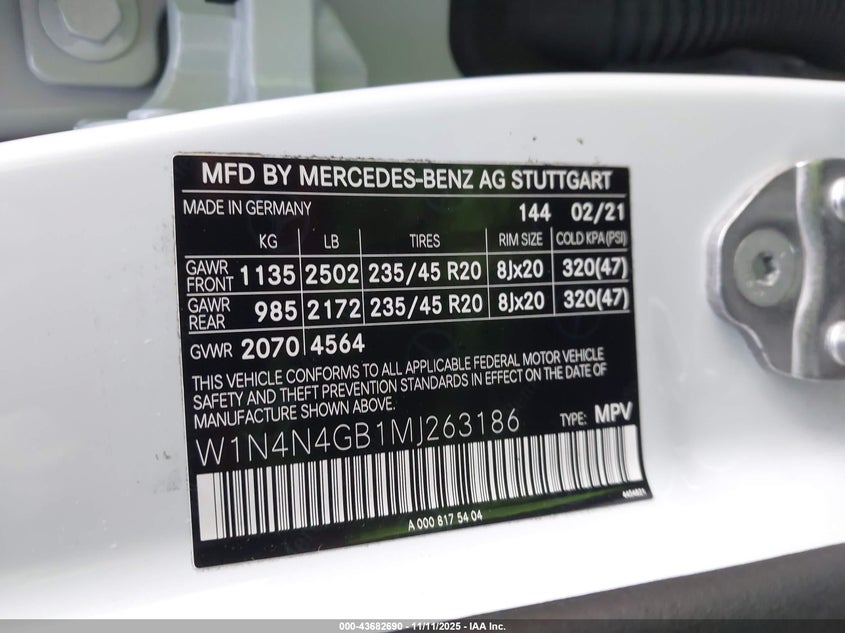 MFD BY MERCEDES-BENZ AG STUTTGART
MADE IN GERMANY 144 02/21
KG LB TIRES RIM SIZE COLD KPA (PSI)
GAWR FRONT 1135 2502 235/45 R20 8Jx20 320(47)
GAWR REAR 985 2172 235/45 R20 8Jx20 320(47)
GVWR 2070 4564
THIS VEHICLE CONFORMS TO ALL APPLICABLE FEDERAL MOTOR VEHICLE
SAFETY AND THEFT PREVENTION STANDARDS IN EFFECT ON THE DATE OF
MANUFACTURE SHOWN ABOVE.
W1N4N4GB1MJ263186 TYPE: MPV
A 000 817 54 04
000-43682690 - 11/11/2025 - IAA Inc.